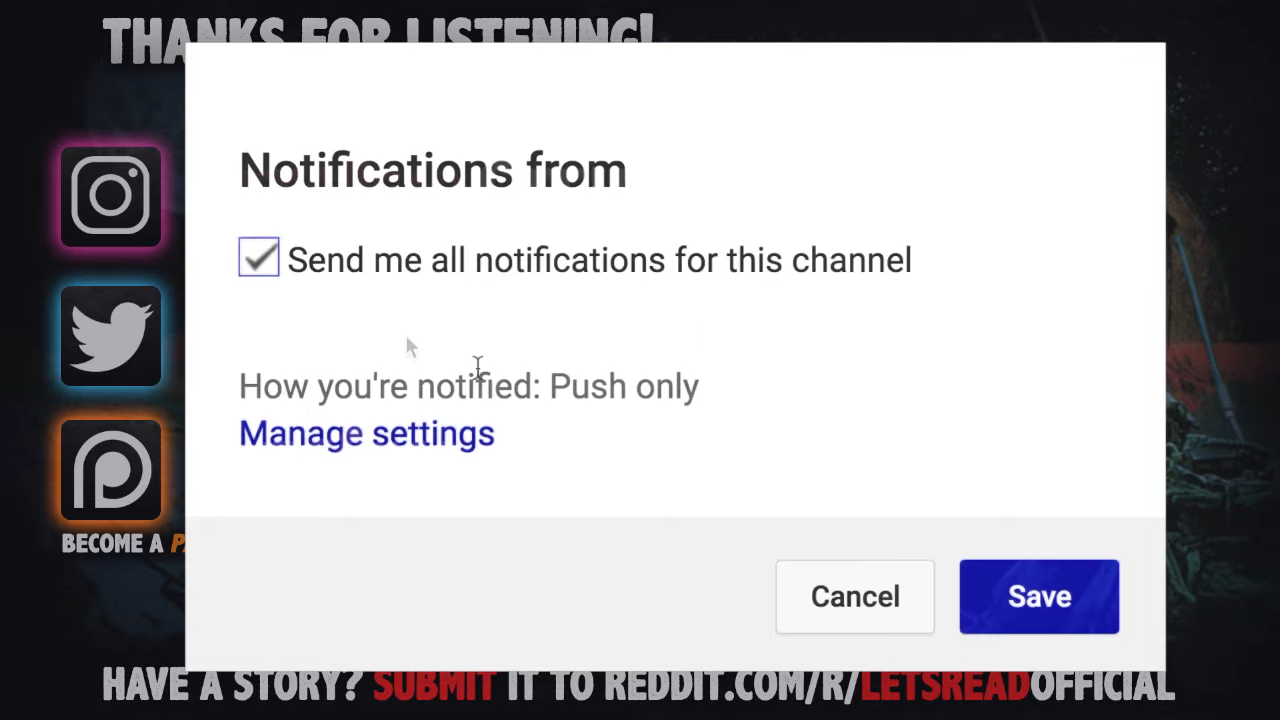 THANKS FOR LISTENING!
Notifications from
Send me all notifications for this channel
How you're notified: Push only
Manage settings
BECOME A
Cancel
Save
HAVE A STORY? SUBMIT IT TO REDDIT.COM/R/LETSREADOFFICIAL